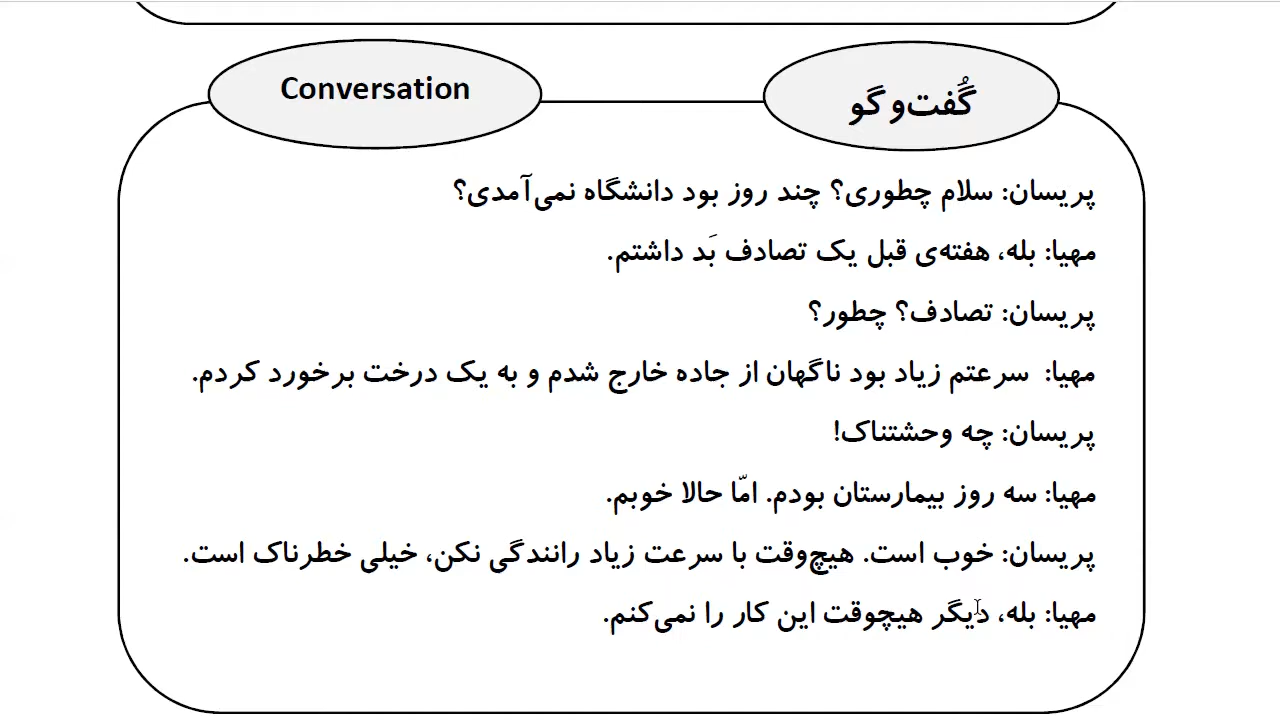 Conversation
گُفت‌و‌گو
پریسان: سلام چطوری؟ چند روز بود دانشگاه نمی‌آمدی؟
مهیا: بله، هفته‌ی قبل یک تصادف بَد داشتم.
پریسان: تصادف؟ چطور؟
مهیا: سرعتم زیاد بود ناگهان از جاده خارج شدم و به یک درخت برخورد کردم.
پریسان: چه وحشتناک!
مهیا: سه روز بیمارستان بودم. امّا حالا خوبم.
پریسان: خوب است. هیچ‌وقت با سرعت زیاد رانندگی نکن، خیلی خطرناک است.
مهیا: بله، دیگر هیچوقت این کار را نمی‌کنم.